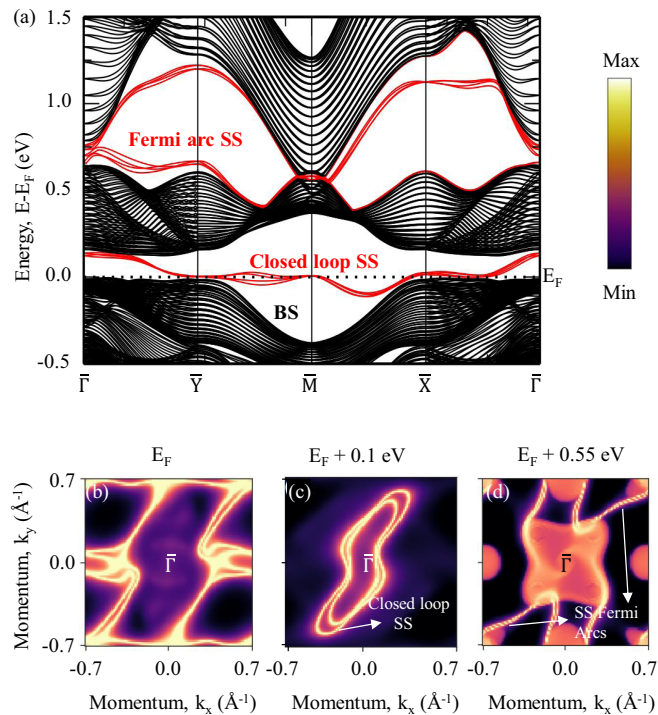 (a)
1.5
1.0
0.5
0.0
-0.5
Energy, E-E_F (eV)
Fermi arc SS
Closed loop SS
BS
E_F
Γ̅ Y̅ M̅ X̅ Γ̅
Max
Min
E_F
E_F + 0.1 eV
E_F + 0.55 eV
(b)
(c)
(d)
0.7
0.0
-0.7
Momentum, k_y (Å⁻¹)
Γ̅
Γ̅
Closed loop
SS
Γ̅
SS Fermi
Arcs
-0.7 0.0 0.7
-0.7 0.0 0.7
-0.7 0.0 0.7
Momentum, k_x (Å⁻¹)
Momentum, k_x (Å⁻¹)
Momentum, k_x (Å⁻¹)